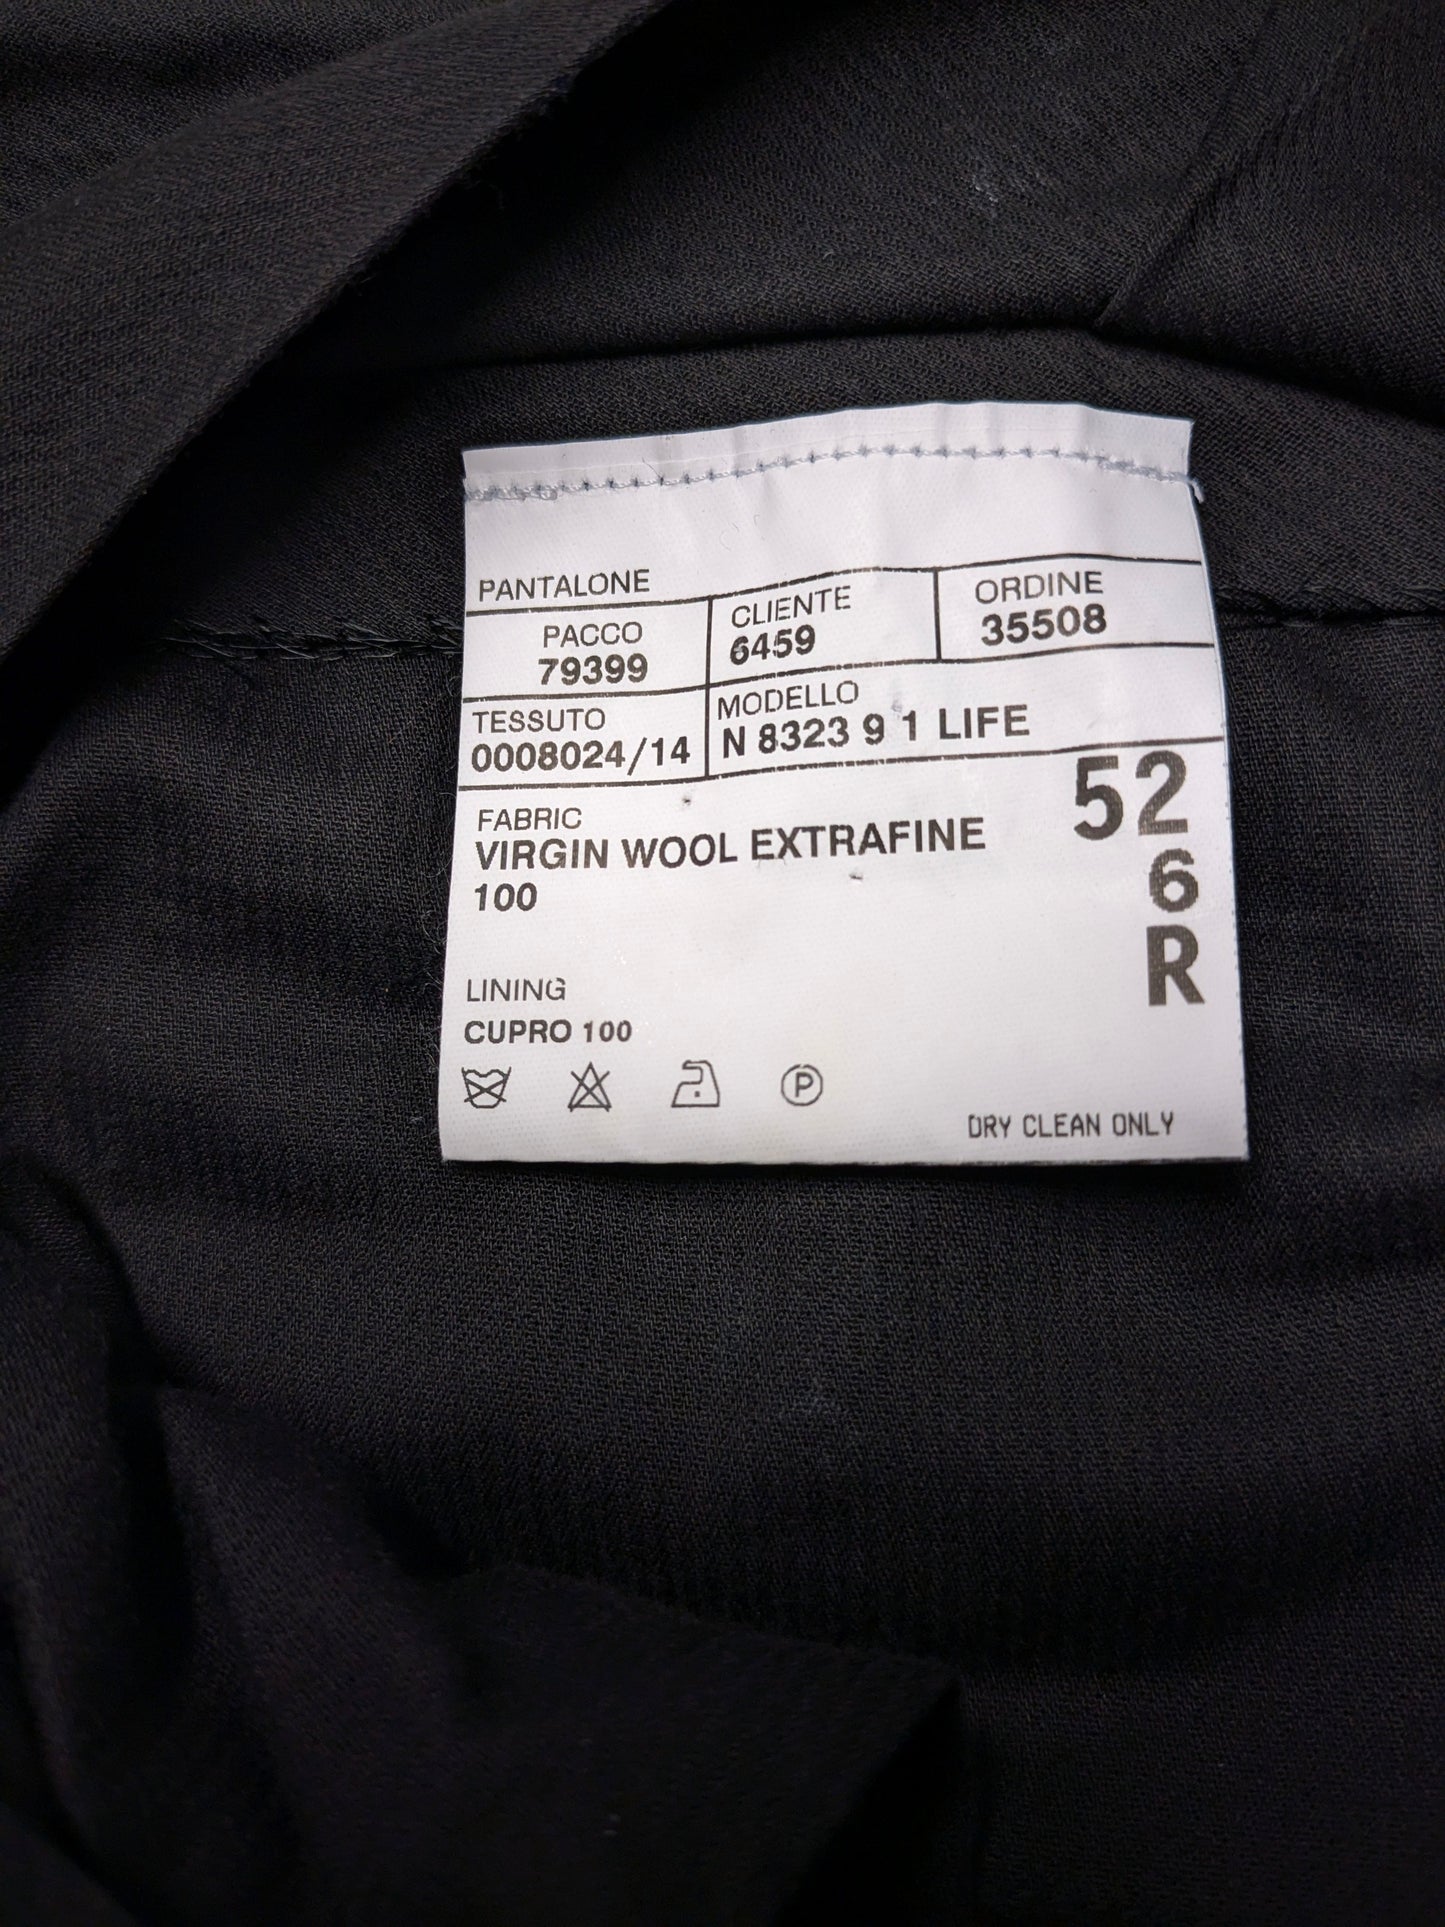 PANTALONE
PACCO
79399
CLIENTE
6459
ORDINE
35508
TESSUTO
0008024/14
MODELLO
N 8323 9 1 LIFE
FABRIC
VIRGIN WOOL EXTRAFINE
100
52
6
R
LINING
CUPRO 100
P
DRY CLEAN ONLY